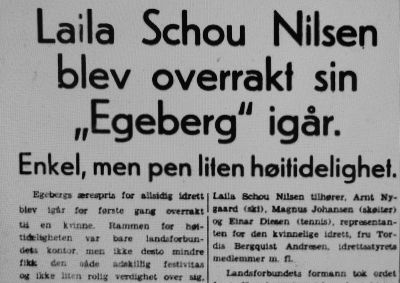 Laila Schou Nilsen
blev overrakt sin
„Egeberg“ igår.
Enkel, men pen liten høitidelighet.
Egebergs ærespris for allsidig idrett
blev igår for første gang overrakt
til en kvinne. Rammen for høi-
tideligheten var bare landsforbun-
dets kontor, men ikke desto mindre
fikk den både adskillig festivitas
og ikke liten rolig verdighet over sig,
Laila Schou Nilsen tilhører, Arnt Ny-
gaard (ski), Magnus Johansen (skøiter)
og Einar Diesen (tennis), representan-
ten for den kvinnelige idrett, fru Tor-
dis Bergquist Andresen, idrettsstyrets
medlemmer m. fl.
Landsforbundets formann tok ordet